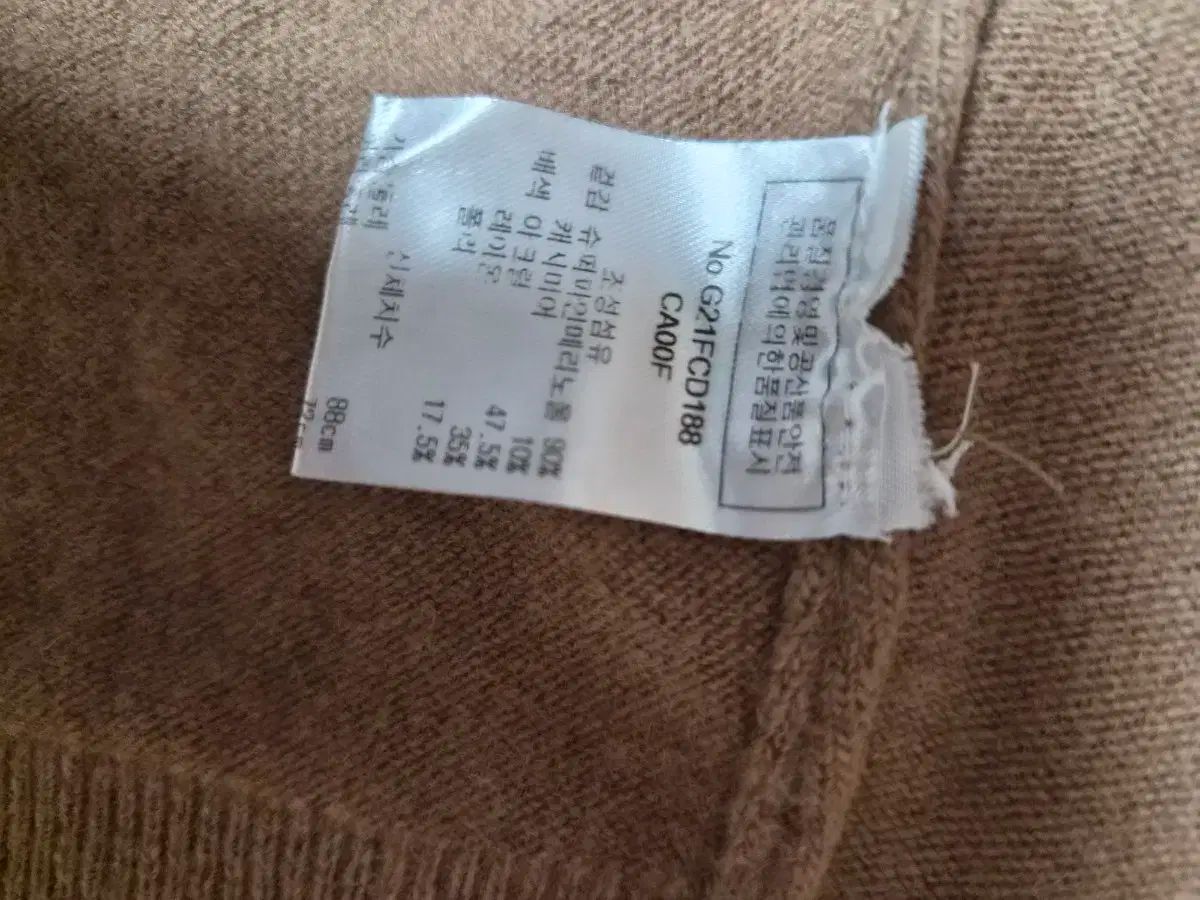 품질경영및공산품안전
관리법에의한품질표시
No.G21FCD188
CA00F
조성섬유
겉감 슈퍼파인메리노울 90%
캐시미어 10%
배색 아크릴 47.5%
레이온 35%
17.5%
신체치수
88cm